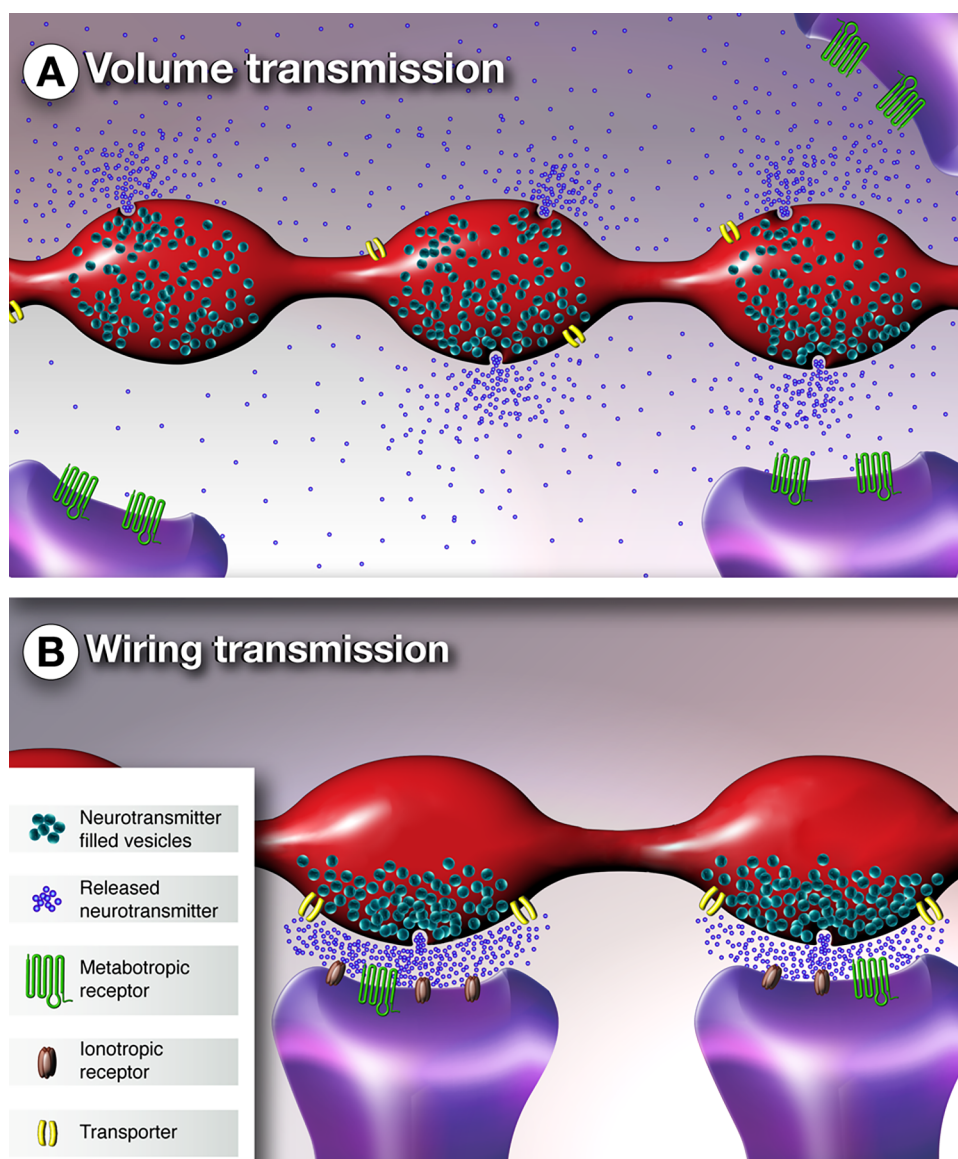 A Volume transmission
B Wiring transmission
Neurotransmitter
filled vesicles
Released
neurotransmitter
Metabotropic
receptor
Ionotropic
receptor
Transporter